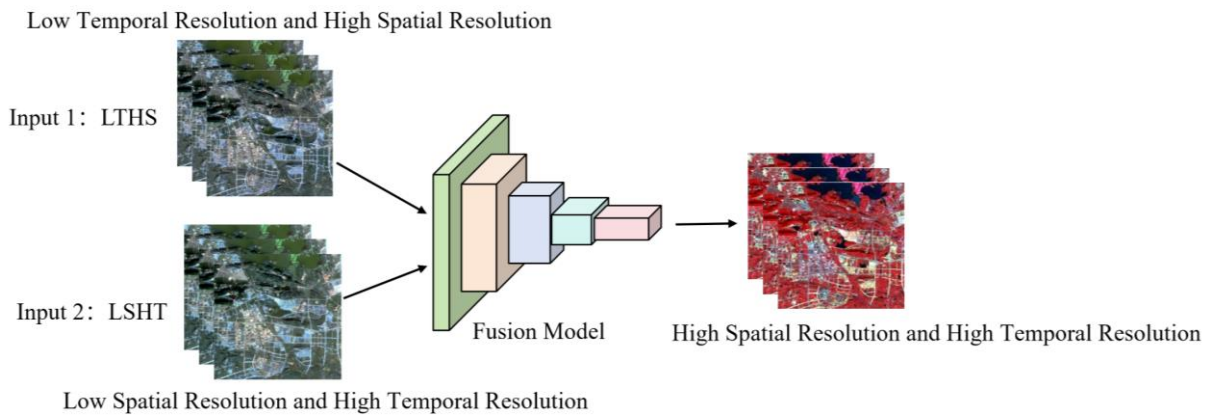 Low Temporal Resolution and High Spatial Resolution
Input 1：LTHS
Input 2：LSHT
Fusion Model
High Spatial Resolution and High Temporal Resolution
Low Spatial Resolution and High Temporal Resolution